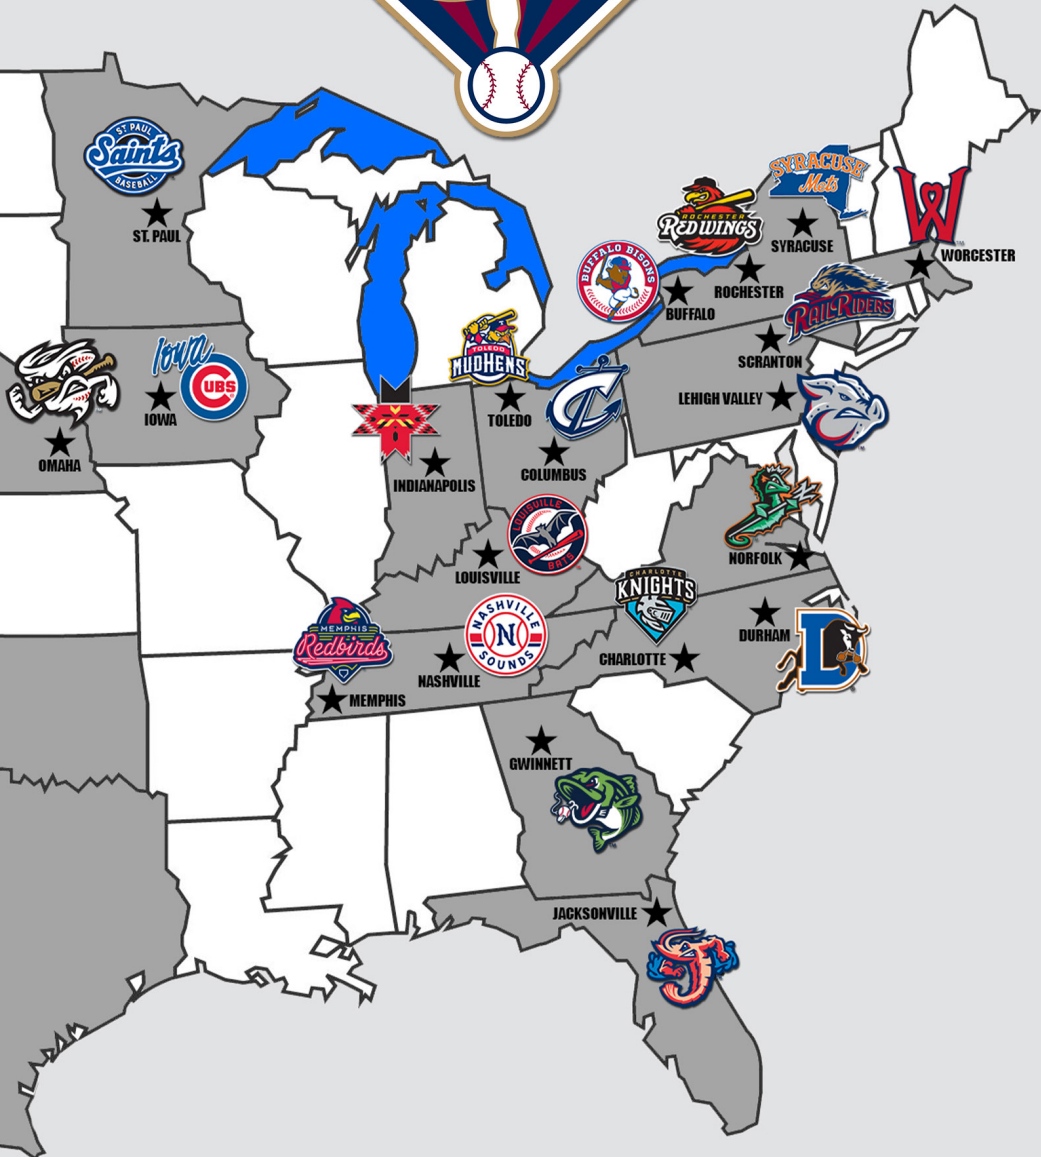 ST PAUL
Saints
BASEBALL
ST. PAUL
SYRACUSE
Mets
SYRACUSE
ROCHESTER
RED WINGS
ROCHESTER
W
WORCESTER
BUFFALO BISONS
BUFFALO
RAILRIDERS
SCRANTON
LEHIGH VALLEY
TOLEDO
MUDHENS
TOLEDO
Iowa
CUBS
IOWA
OMAHA
C
COLUMBUS
INDIANAPOLIS
LOUISVILLE
BATS
LOUISVILLE
NORFOLK
CHARLOTTE
KNIGHTS
CHARLOTTE
D
DURHAM
MEMPHIS
Redbirds
MEMPHIS
NASHVILLE
N
SOUNDS
NASHVILLE
GWINNETT
JACKSONVILLE
J